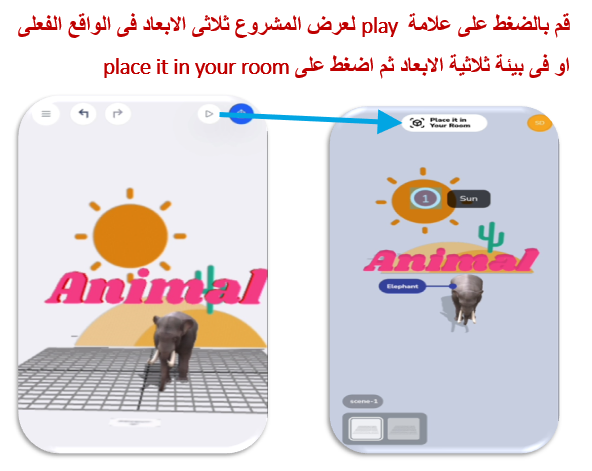 قم بالضغط على علامة play لعرض المشروع ثلاثى الابعاد فى الواقع الفعلى
او فى بيئة ثلاثية الابعاد ثم اضغط على place it in your room
Animal
Place it in
Your Room
3D
1
Sun
Animal
Elephant
scene-1